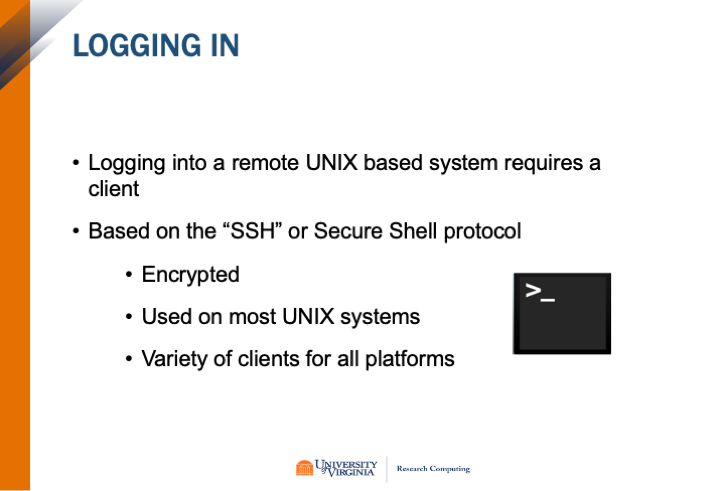 LOGGING IN
• Logging into a remote UNIX based system requires a
client
• Based on the “SSH” or Secure Shell protocol
• Encrypted
• Used on most UNIX systems
• Variety of clients for all platforms
>_
UNIVERSITY
of VIRGINIA
Research Computing